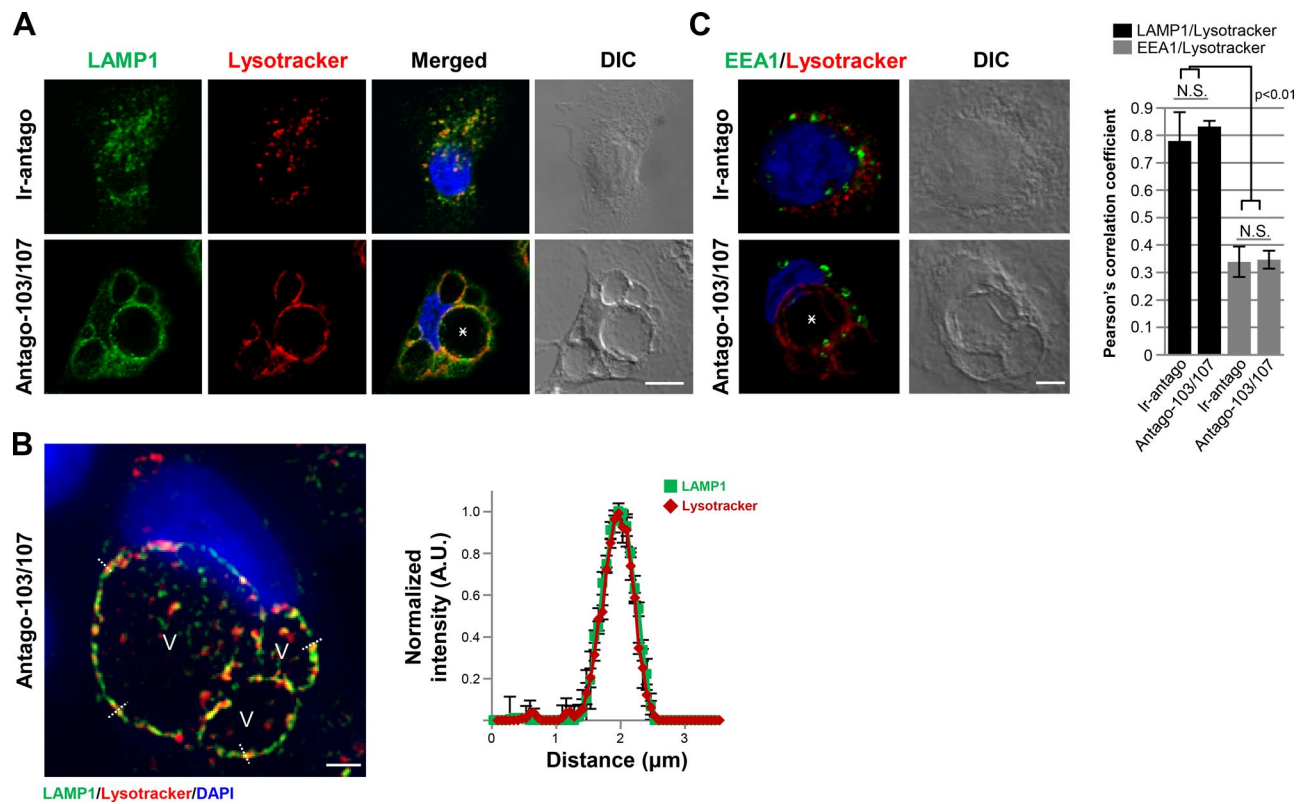 A
LAMP1
Lysotracker
Merged
DIC
Ir-antago
Antago-103/107
*
C
EEA1/Lysotracker
DIC
Ir-antago
Antago-103/107
*
LAMP1/Lysotracker
EEA1/Lysotracker
N.S.
p<0.01
N.S.
Pearson's correlation coefficient
0.9
0.8
0.7
0.6
0.5
0.4
0.3
0.2
0.1
0
Ir-antago
Antago-103/107
Ir-antago
Antago-103/107
B
Antago-103/107
V
V
V
LAMP1/Lysotracker/DAPI
LAMP1
Lysotracker
Normalized
intensity (A.U.)
1.0
0.8
0.6
0.4
0.2
0
1
2
3
Distance (µm)